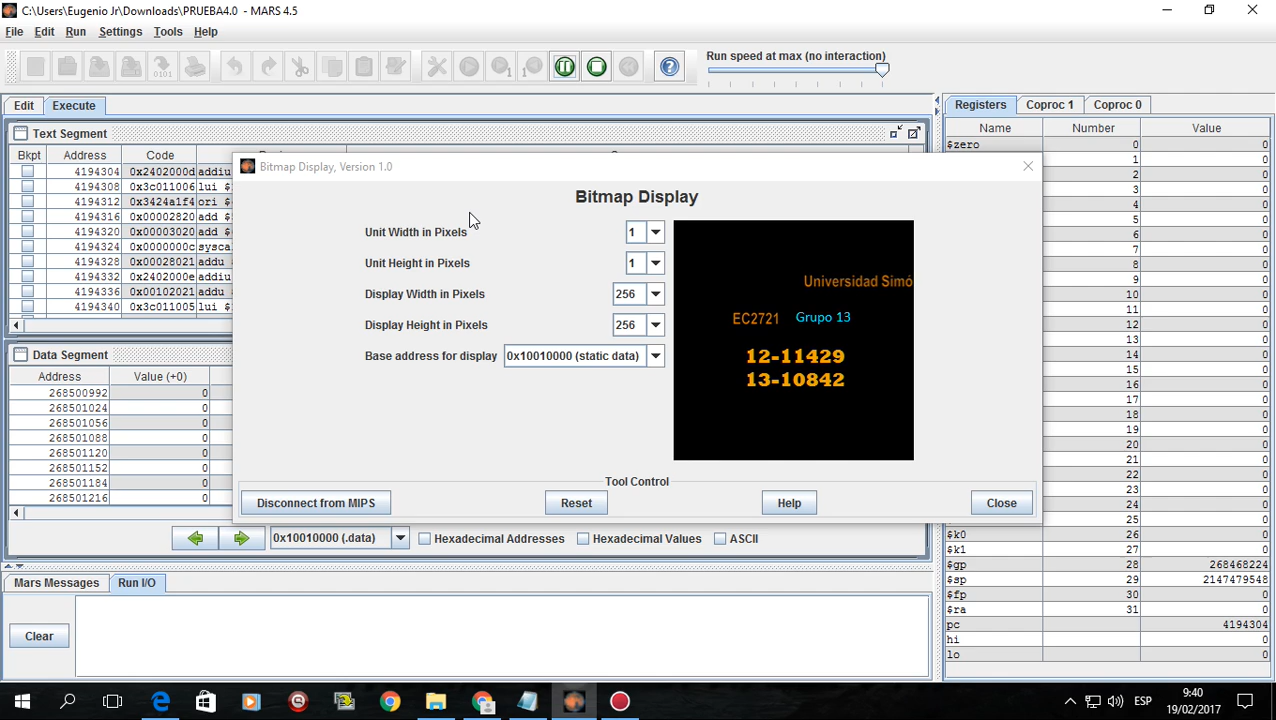 C:\Users\Eugenio Jr\Downloads\PRUEBA4.0 - MARS 4.5
File Edit Run Settings Tools Help
Run speed at max (no interaction)
Edit Execute
Text Segment
Bkpt Address Code
4194304 0x2402000d addiu
4194308 0x3c011006 lui $
4194312 0x3424a1f4 ori $
4194316 0x00002820 add $
4194320 0x00003020 add $
4194324 0x0000000c sysca
4194328 0x00028021 addu
4194332 0x2402000e addiu
4194336 0x00102021 addu
4194340 0x3c011005 lui $
Data Segment
Address Value (+0)
268500992 0
268501024 0
268501056 0
268501088 0
268501120 0
268501152 0
268501184 0
268501216 0
0x10010000 (.data) Hexadecimal Addresses Hexadecimal Values ASCII
Mars Messages Run I/O
Clear
Bitmap Display, Version 1.0
Bitmap Display
Unit Width in Pixels 1
Unit Height in Pixels 1
Display Width in Pixels 256
Display Height in Pixels 256
Base address for display 0x10010000 (static data)
Universidad Simó
EC2721 Grupo 13
12-11429
13-10842
Tool Control
Disconnect from MIPS Reset Help Close
Registers Coproc 1 Coproc 0
Name Number Value
$zero 0 0
1 0
2 0
3 0
4 0
5 0
6 0
7 0
8 0
9 0
10 0
11 0
12 0
13 0
14 0
15 0
16 0
17 0
18 0
19 0
20 0
21 0
22 0
23 0
24 0
25 0
$k0 26 0
$k1 27 0
$gp 28 268468224
$sp 29 2147479548
$fp 30 0
$ra 31 0
pc 4194304
hi 0
lo 0
ESP
9:40
19/02/2017